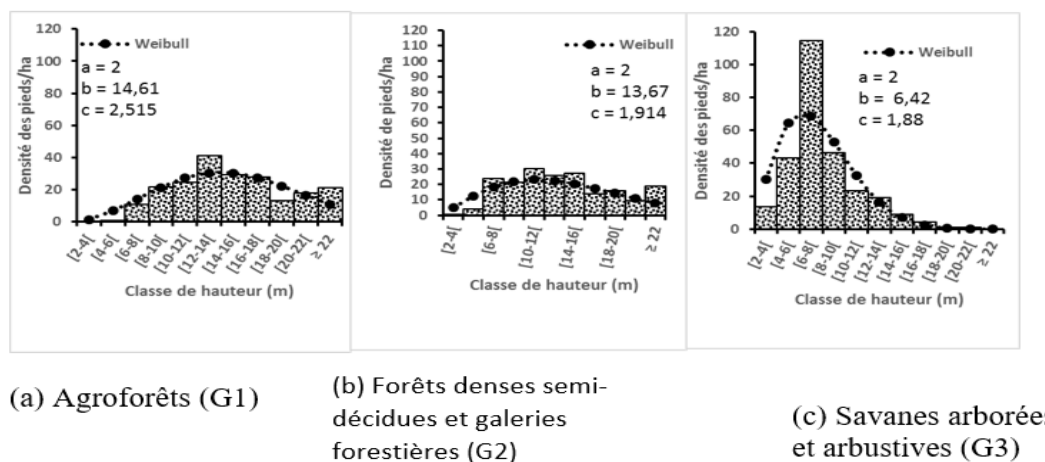 120
100
80
60
40
20
0
Densité des pieds/ha
Weibull
a = 2
b = 14,61
c = 2,515
[2-4[
[4-6[
[6-8[
[8-10[
[10-12[
[12-14[
[14-16[
[16-18[
[18-20[
[20-22[
≥ 22
Classe de hauteur (m)
120
110
100
90
80
70
60
50
40
30
20
10
0
Densité de pieds/ha
Weibull
a = 2
b = 13,67
c = 1,914
[2-4[
[6-8[
[10-12[
[14-16[
[18-20[
≥ 22
Classe de hauteur (m)
120
100
80
60
40
20
0
Densité des pieds/ha
Weibull
a = 2
b = 6,42
c = 1,88
[2-4[
[4-6[
[6-8[
[8-10[
[10-12[
[12-14[
[14-16[
[16-18[
[18-20[
[20-22[
≥ 22
Classe de hauteur (m)
(a) Agroforêts (G1)
(b) Forêts denses semi-
décidues et galeries
forestières (G2)
(c) Savanes arborées
et arbustives (G3)